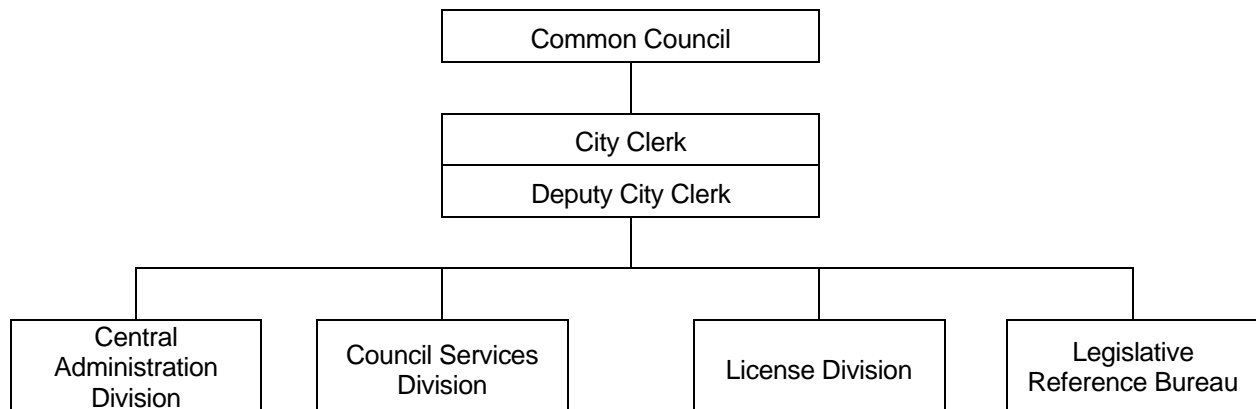 Common Council
City Clerk
Deputy City Clerk
Central
Administration
Division
Council Services
Division
License Division
Legislative
Reference Bureau